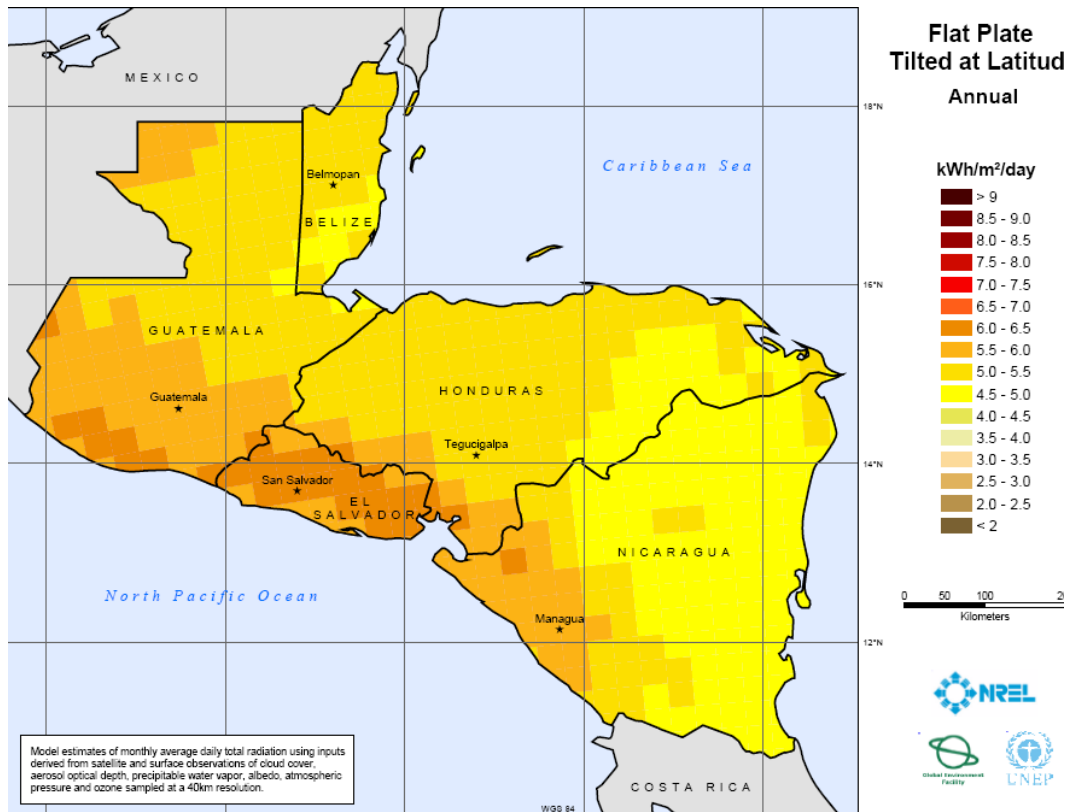 Flat Plate
Tilted at Latitud
Annual
MEXICO
18°N
Caribbean Sea
kWh/m²/day
Belmopan
BELIZE
> 9
8.5 - 9.0
8.0 - 8.5
7.5 - 8.0
7.0 - 7.5
6.5 - 7.0
6.0 - 6.5
5.5 - 6.0
5.0 - 5.5
4.5 - 5.0
4.0 - 4.5
3.5 - 4.0
3.0 - 3.5
2.5 - 3.0
2.0 - 2.5
< 2
16°N
GUATEMALA
Guatemala
HONDURAS
Tegucigalpa
14°N
San Salvador
EL
SALVADOR
NICARAGUA
North Pacific Ocean
Managua
12°N
0 50 100 20
Kilometers
NREL
Global Environment
Facility
UNEP
Model estimates of monthly average daily total radiation using inputs
derived from satellite and surface observations of cloud cover,
aerosol optical depth, precipitable water vapor, albedo, atmospheric
pressure and ozone sampled at a 40km resolution.
COSTA RICA
WGS 84